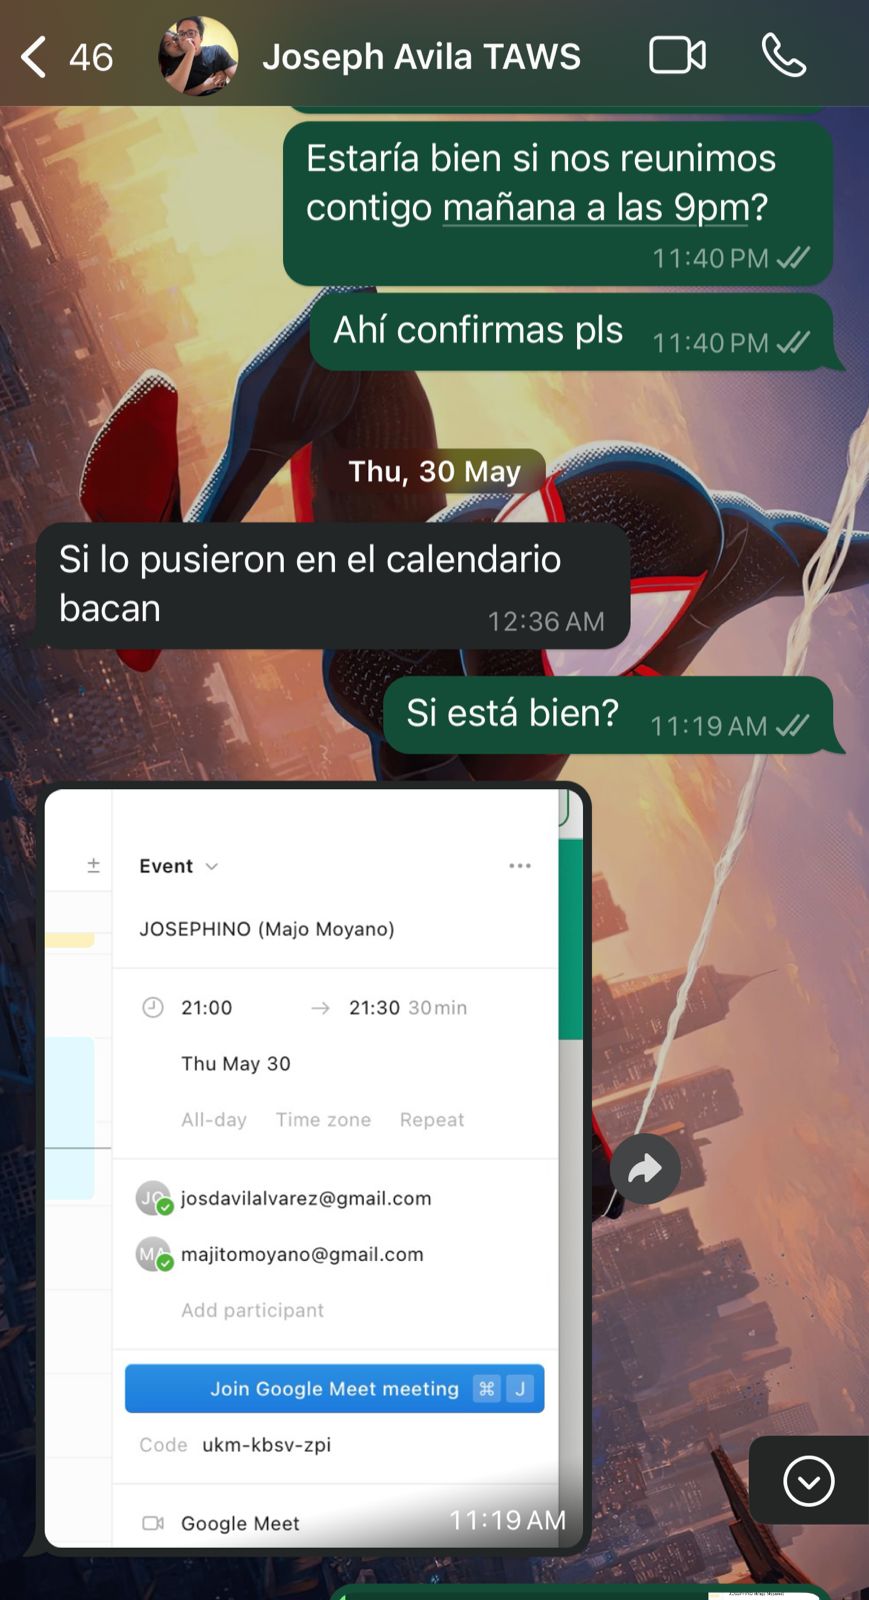 46
Joseph Avila TAWS
Estaría bien si nos reunimos
contigo mañana a las 9pm?
11:40 PM
Ahí confirmas pls
11:40 PM
Thu, 30 May
Si lo pusieron en el calendario
bacan
12:36 AM
Si está bien?
11:19 AM
±
Event
JOSEPHINO (Majo Moyano)
21:00 → 21:30 30min
Thu May 30
All-day Time zone Repeat
JO josdavilalvarez@gmail.com
MA majitomoyano@gmail.com
Add participant
Join Google Meet meeting ⌘ J
Code ukm-kbsv-zpi
Google Meet
11:19 AM